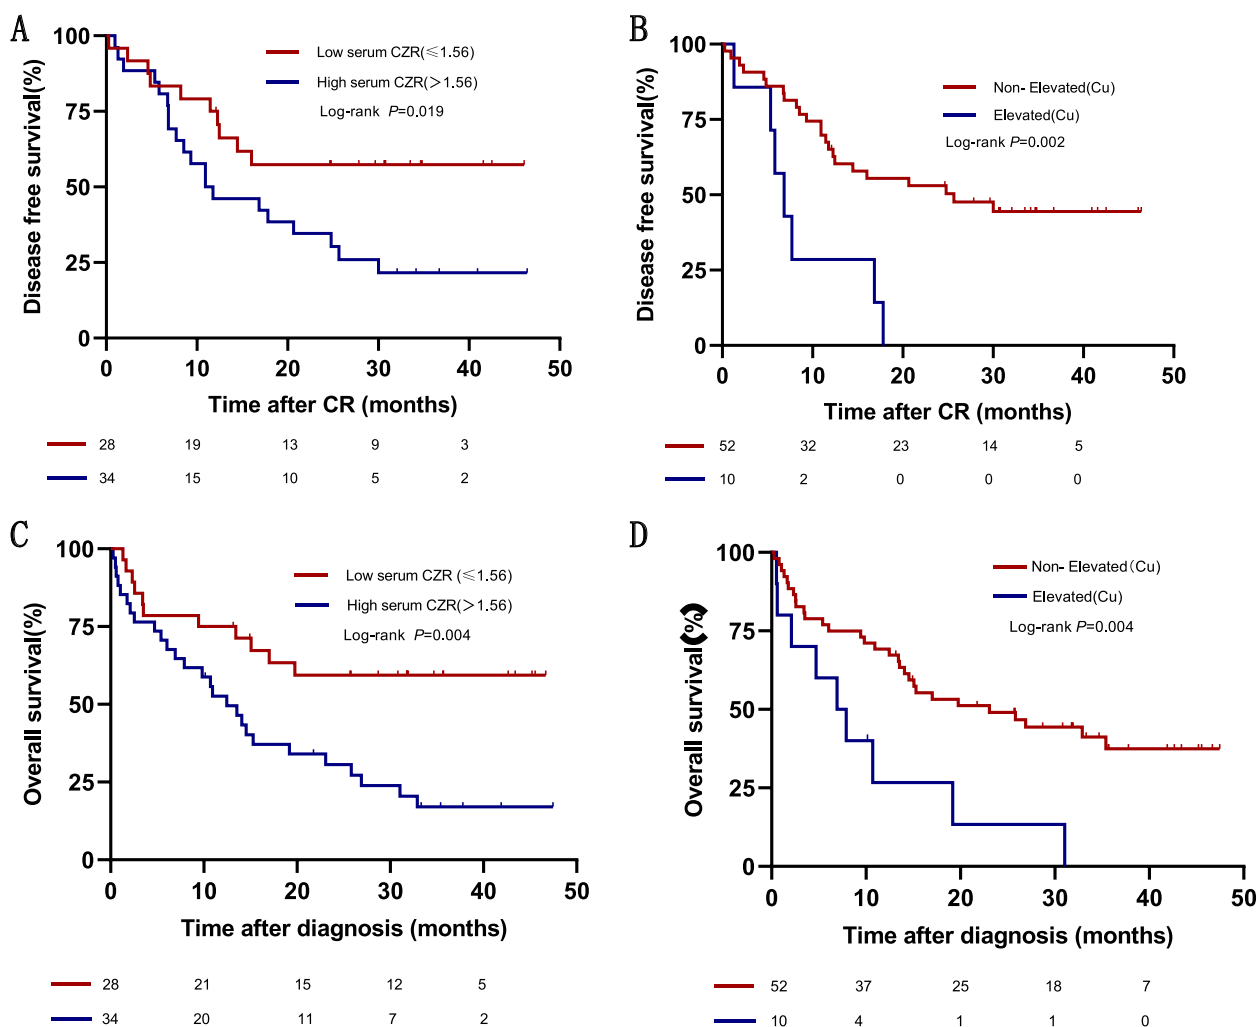 A
Disease free survival(%)
100
75
50
25
0
0 10 20 30 40 50
Time after CR (months)
Low serum CZR(≤1.56)
High serum CZR(>1.56)
Log-rank P=0.019
28 19 13 9 3
34 15 10 5 2
B
Disease free survival(%)
100
75
50
25
0
0 10 20 30 40 50
Time after CR (months)
Non- Elevated(Cu)
Elevated(Cu)
Log-rank P=0.002
52 32 23 14 5
10 2 0 0 0
C
Overall survival(%)
100
75
50
25
0
0 10 20 30 40 50
Time after diagnosis (months)
Low serum CZR (≤1.56)
High serum CZR(>1.56)
Log-rank P=0.004
28 21 15 12 5
34 20 11 7 2
D
Overall survival(%)
100
75
50
25
0
0 10 20 30 40 50
Time after diagnosis (months)
Non- Elevated(Cu)
Elevated(Cu)
Log-rank P=0.004
52 37 25 18 7
10 4 1 1 0